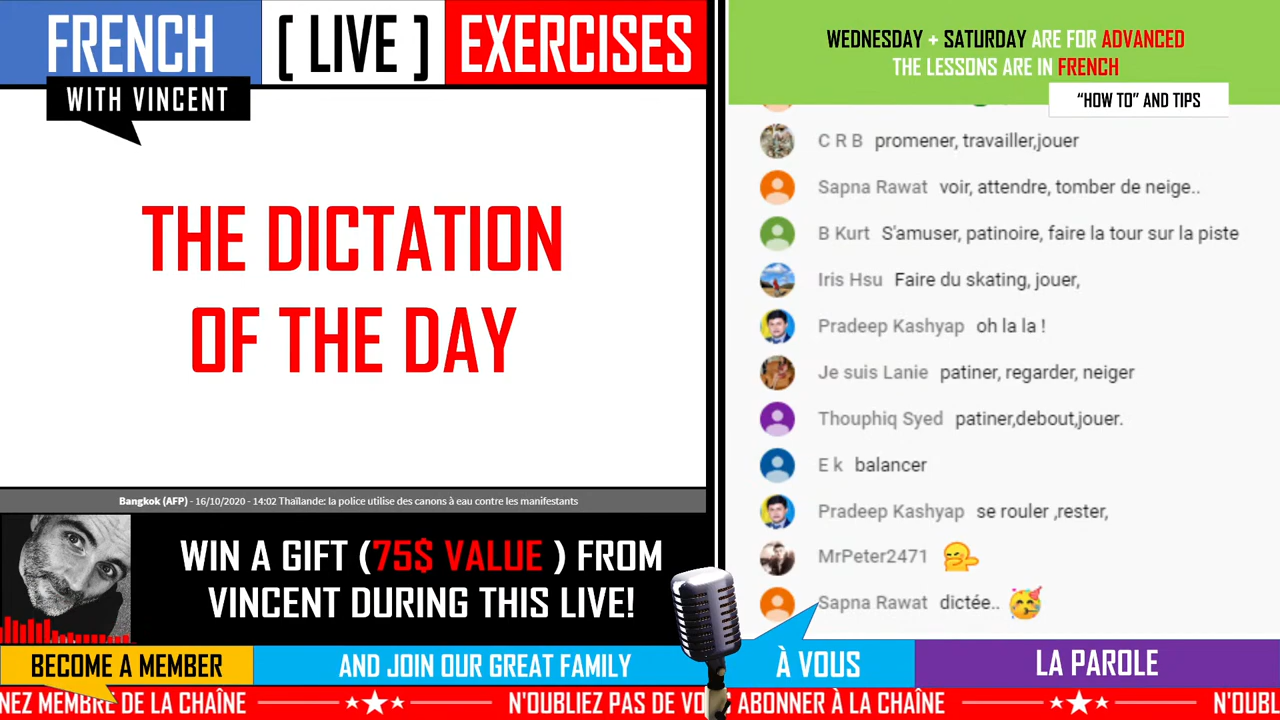 FRENCH [ LIVE ] EXERCISES
WITH VINCENT
THE DICTATION
OF THE DAY
Bangkok (AFP) - 16/10/2020 - 14:02 Thaïlande: la police utilise des canons à eau contre les manifestants
WIN A GIFT (75$ VALUE ) FROM
VINCENT DURING THIS LIVE!
WEDNESDAY + SATURDAY ARE FOR ADVANCED
THE LESSONS ARE IN FRENCH
“HOW TO” AND TIPS
C R B promener, travailler,jouer
Sapna Rawat voir, attendre, tomber de neige..
B Kurt S'amuser, patinoire, faire la tour sur la piste
Iris Hsu Faire du skating, jouer,
Pradeep Kashyap oh la la !
Je suis Lanie patiner, regarder, neiger
Thouphiq Syed patiner,debout,jouer.
E k balancer
Pradeep Kashyap se rouler ,rester,
MrPeter2471
Sapna Rawat dictée..
BECOME A MEMBER AND JOIN OUR GREAT FAMILY À VOUS LA PAROLE
NEZ MEMBRE DE LA CHAÎNE N'OUBLIEZ PAS DE VO ABONNER À LA CHAÎNE N'OUBL